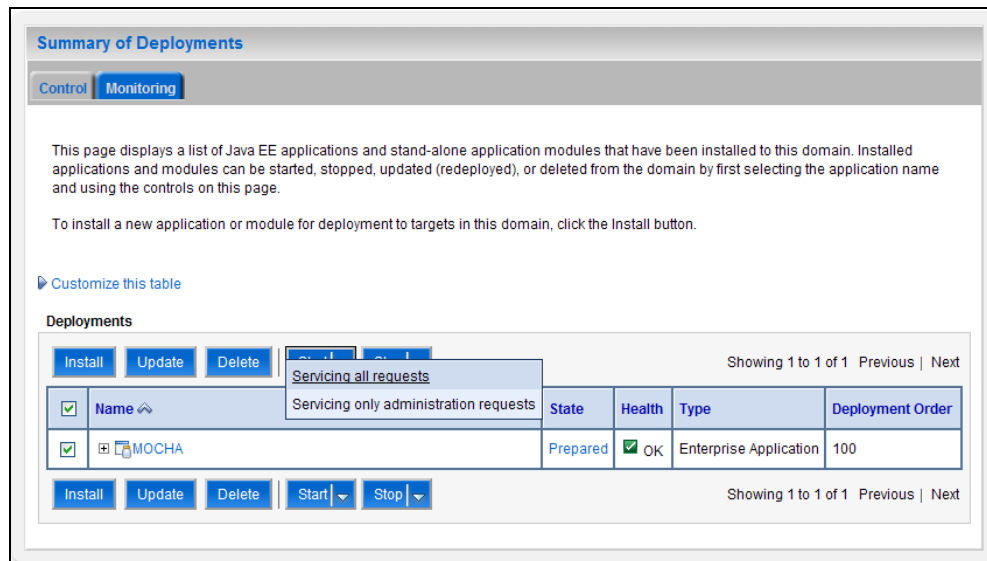 Summary of Deployments
Control Monitoring
This page displays a list of Java EE applications and stand-alone application modules that have been installed to this domain. Installed
applications and modules can be started, stopped, updated (redeployed), or deleted from the domain by first selecting the application name
and using the controls on this page.
To install a new application or module for deployment to targets in this domain, click the Install button.
Customize this table
Deployments
Install Update Delete Showing 1 to 1 of 1 Previous | Next
Servicing all requests
Servicing only administration requests
Name State Health Type Deployment Order
MOCHA Prepared OK Enterprise Application 100
Install Update Delete Start Stop Showing 1 to 1 of 1 Previous | Next